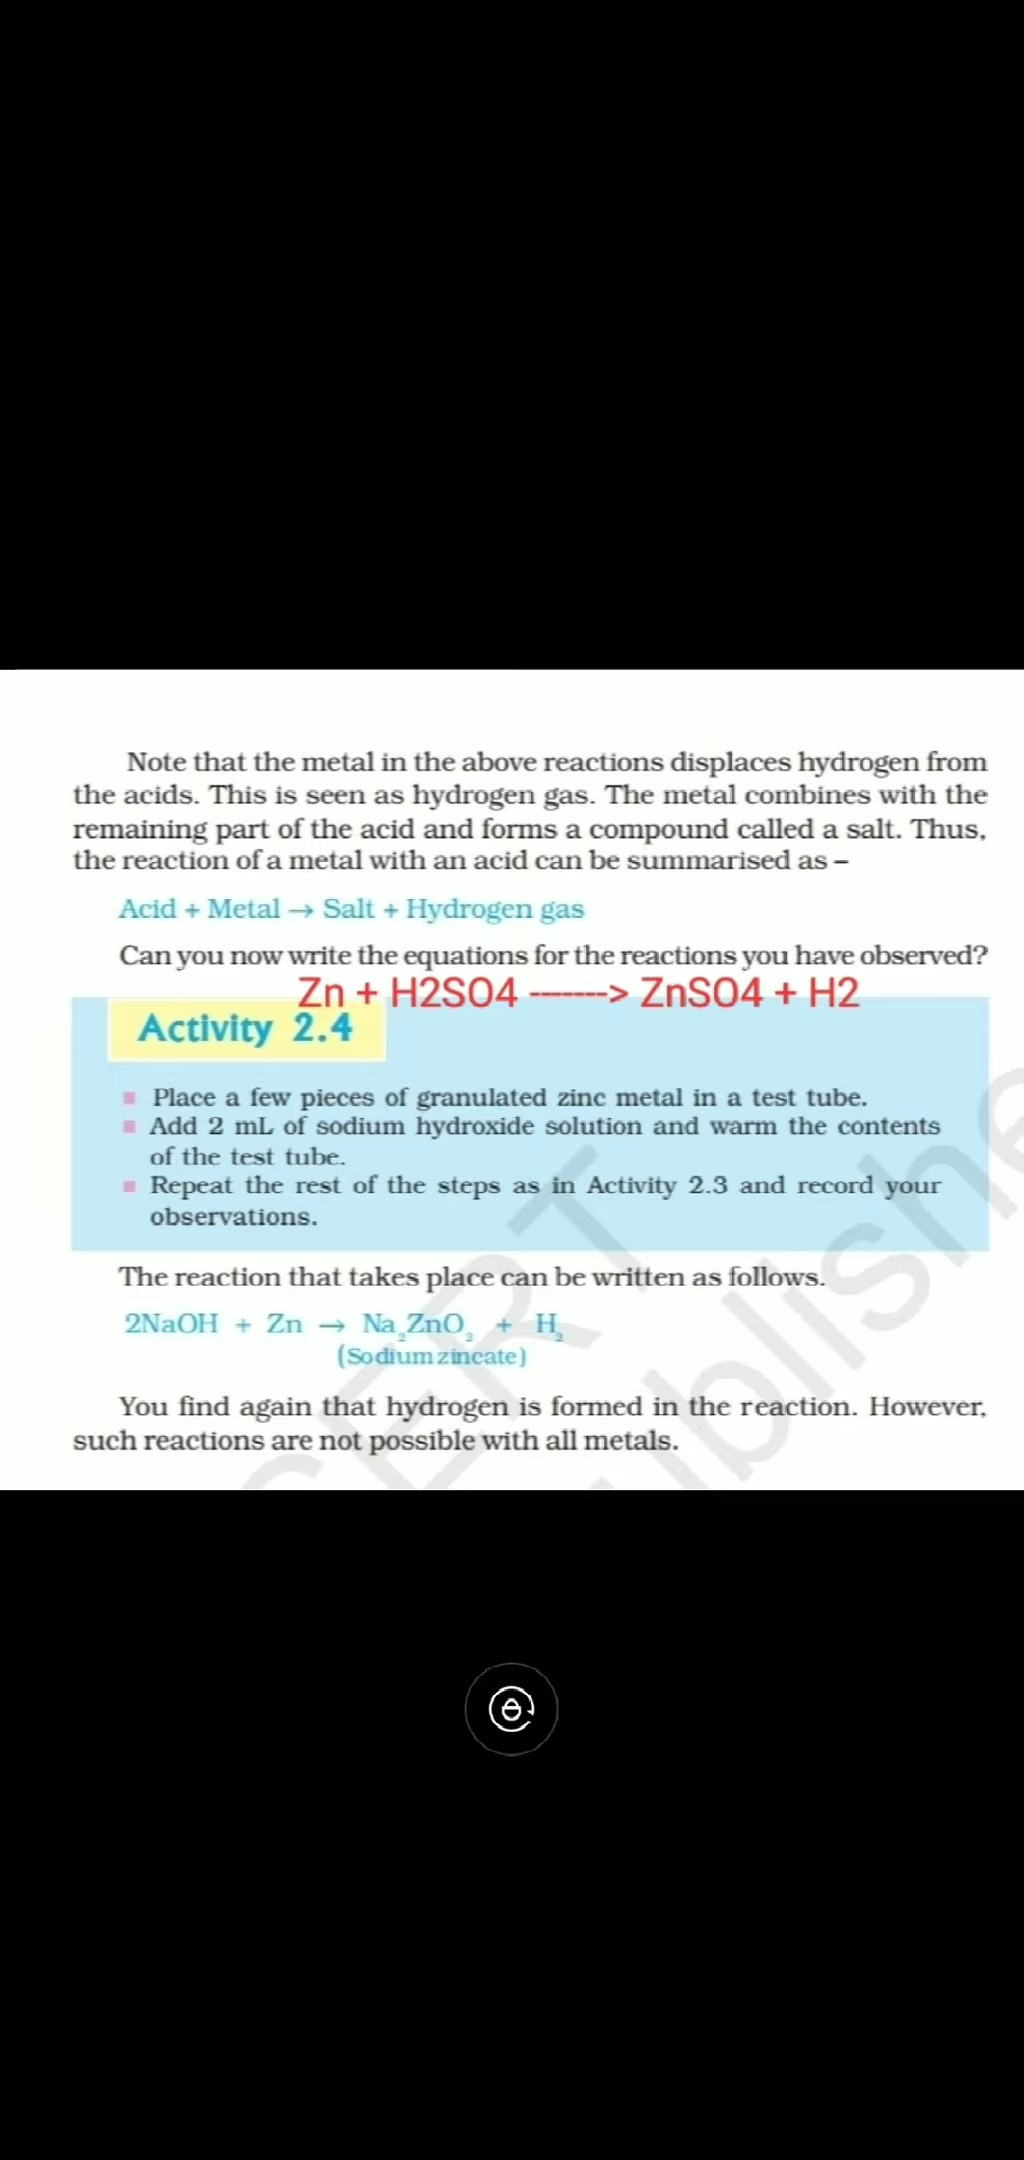 Note that the metal in the above reactions displaces hydrogen from
the acids. This is seen as hydrogen gas. The metal combines with the
remaining part of the acid and forms a compound called a salt. Thus,
the reaction of a metal with an acid can be summarised as –
Acid + Metal → Salt + Hydrogen gas
Can you now write the equations for the reactions you have observed?
Zn + H2SO4 -------> ZnSO4 + H2
Activity 2.4
Place a few pieces of granulated zinc metal in a test tube.
Add 2 mL of sodium hydroxide solution and warm the contents
of the test tube.
Repeat the rest of the steps as in Activity 2.3 and record your
observations.
The reaction that takes place can be written as follows.
2NaOH + Zn → Na₂ZnO₂ + H₂
(Sodium zincate)
You find again that hydrogen is formed in the reaction. However,
such reactions are not possible with all metals.